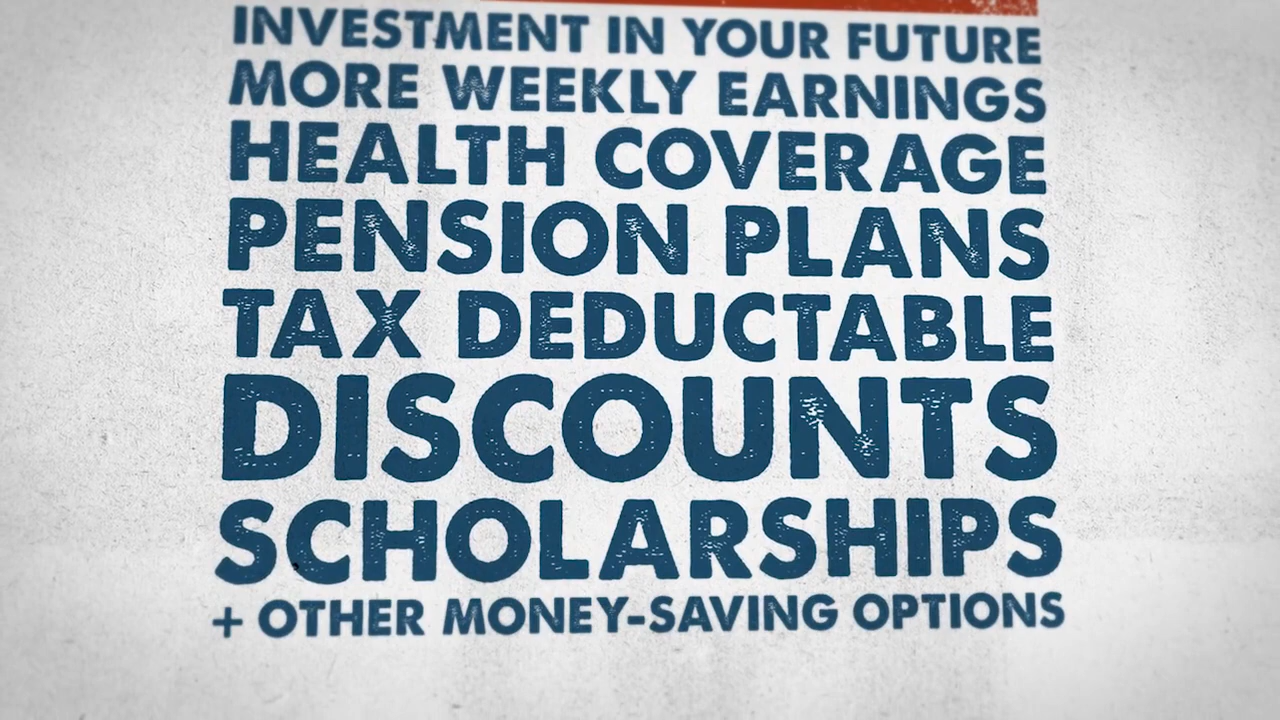 INVESTMENT IN YOUR FUTURE
MORE WEEKLY EARNINGS
HEALTH COVERAGE
PENSION PLANS
TAX DEDUCTABLE
DISCOUNTS
SCHOLARSHIPS
+ OTHER MONEY-SAVING OPTIONS